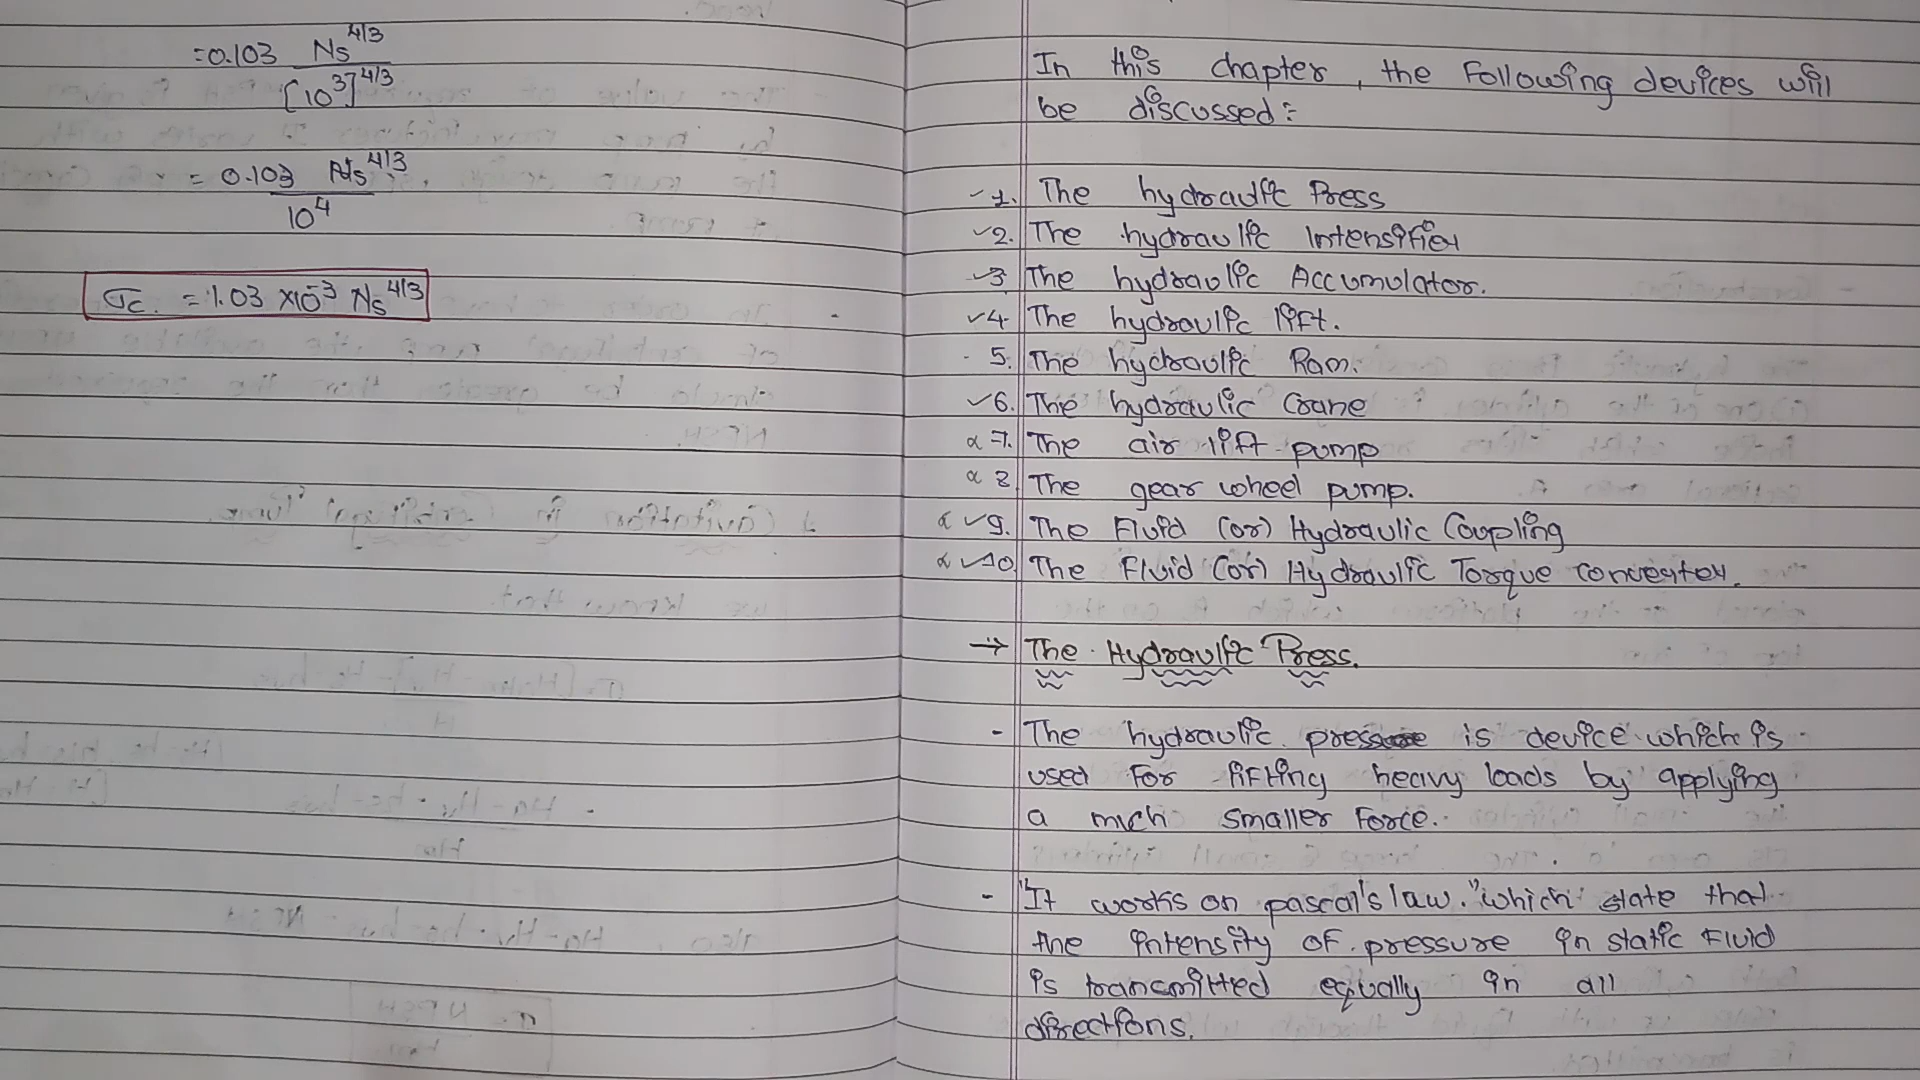 =0.103 Ns^4/3
[10^3]^4/3
= 0.103 Ns^4/3
10^4
σc. = 1.03 ×10^-3 Ns^4/3
In this chapter, the following devices will
be discussed:
1. The hydraulic Press
2. The hydraulic Intensifier
3 The hydraulic Accumulator.
4 The hydraulic lift.
5. The hydraulic Ram.
6. The hydraulic Crane
7. The air lift pump
8. The gear wheel pump.
9. The Fluid (or) Hydraulic Coupling
10 The Fluid (or) Hydraulic Torque converter.
→ The Hydraulic Press.
- The hydraulic pressure is device which is
used for lifting heavy loads by applying
a mch smaller force.
- "It works on pascal's law." which state that
the intensity of pressure in static fluid
is transmitted equally in all
directions.